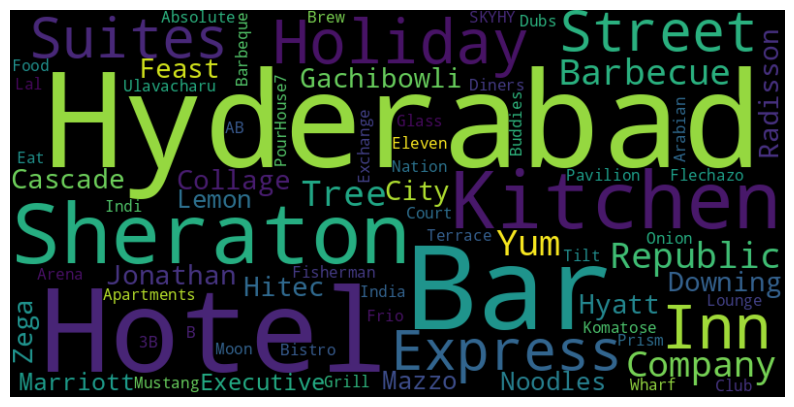 Absolute Brew SKYHY Dubs
Suites Holiday Street
Barbeque
Food Feast Gachibowli Barbecue Radisson
Lal Ulavacharu Diners
Hyderabad
PourHouse7 Exchange Buddies Arabian
AB Glass
Eleven
Eat Nation Pavilion Flechazo
Cascade Collage Tree City Kitchen
Lemon
Indi Court
Sheraton Terrace Yum Tilt Onion
Republic
Arena Jonathan Fisherman Bar Downing
Apartments Hitec India Hyatt Lounge
Zega Hotel Frio Komatose Inn
3B B Express Prism
Moon Bistro Company
Marriott Mustang Executive Grill Mazzo Noodles Wharf Club